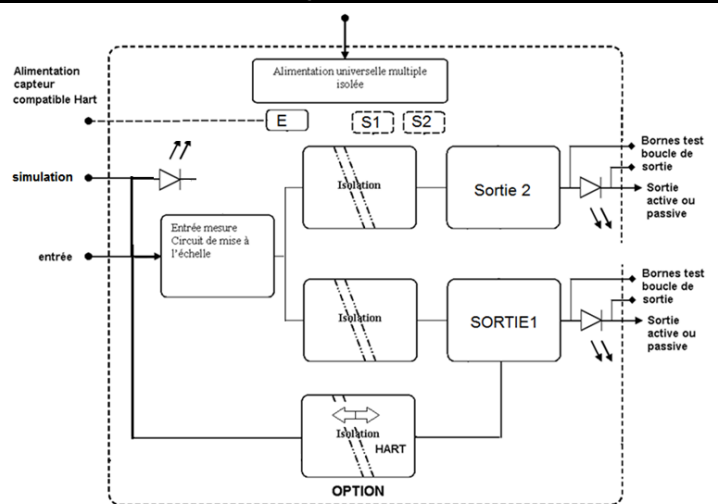 Alimentation universelle multiple
isolée
Alimentation
capteur
compatible Hart
E
S1
S2
simulation
entrée
Entrée mesure
Circuit de mise à
l'échelle
Isolation
Sortie 2
Bornes test
boucle de
sortie
Sortie
active ou
passive
Isolation
SORTIE1
Bornes test
boucle de
sortie
Sortie
active ou
passive
Isolation
HART
OPTION